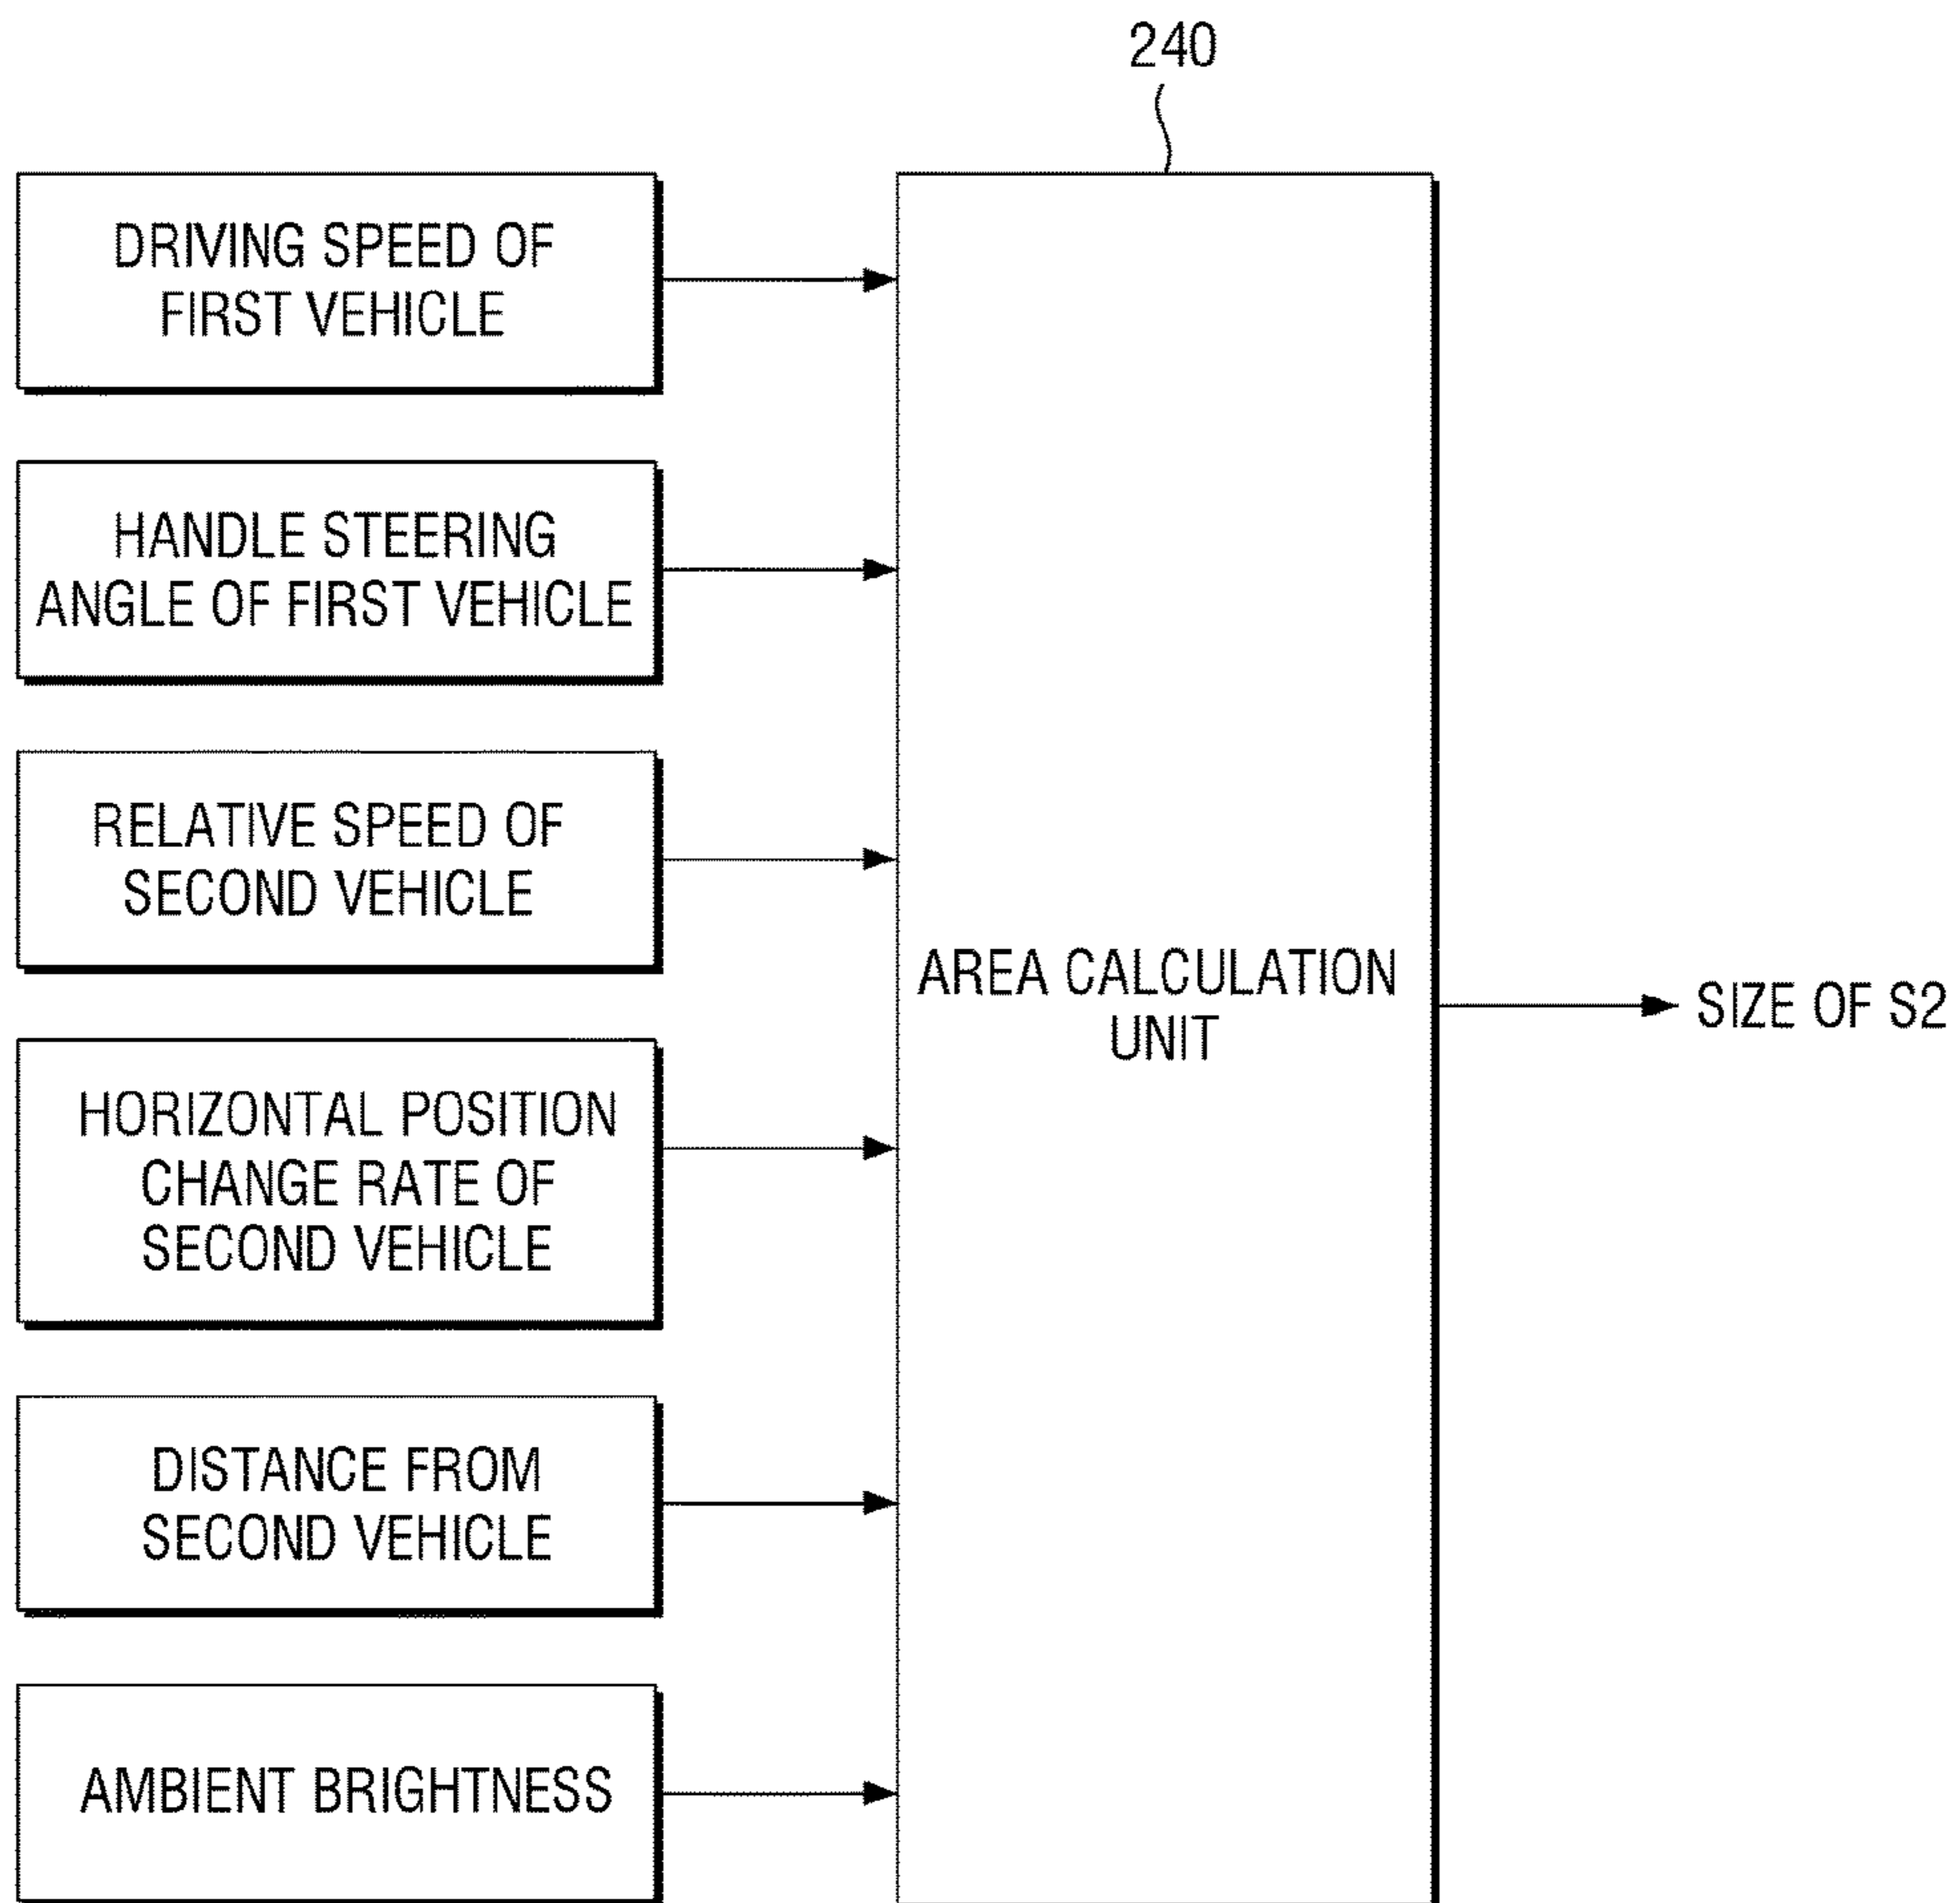 240
DRIVING SPEED OF
FIRST VEHICLE
HANDLE STEERING
ANGLE OF FIRST VEHICLE
RELATIVE SPEED OF
SECOND VEHICLE
HORIZONTAL POSITION
CHANGE RATE OF
SECOND VEHICLE
DISTANCE FROM
SECOND VEHICLE
AMBIENT BRIGHTNESS
AREA CALCULATION
UNIT
SIZE OF S2